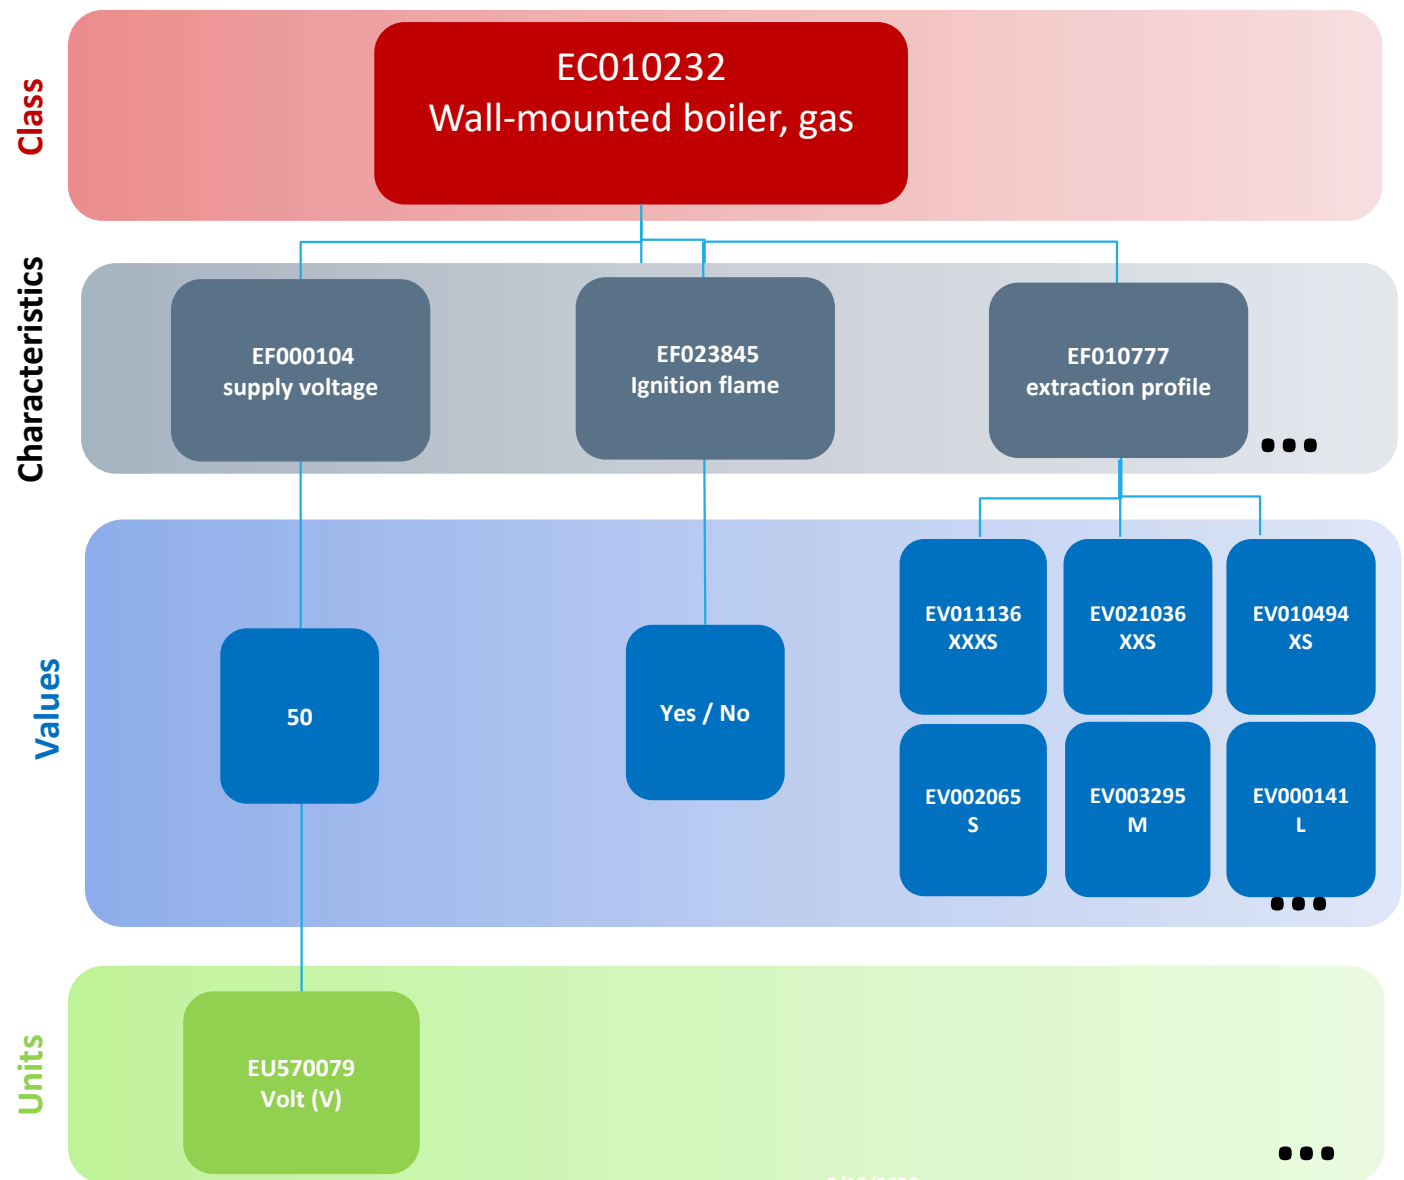 Class
EC010232
Wall-mounted boiler, gas
Characteristics
EF000104
supply voltage
EF023845
Ignition flame
EF010777
extraction profile
...
Values
50
Yes / No
EV011136
XXXS
EV021036
XXS
EV010494
XS
EV002065
S
EV003295
M
EV000141
L
...
Units
EU570079
Volt (V)
...